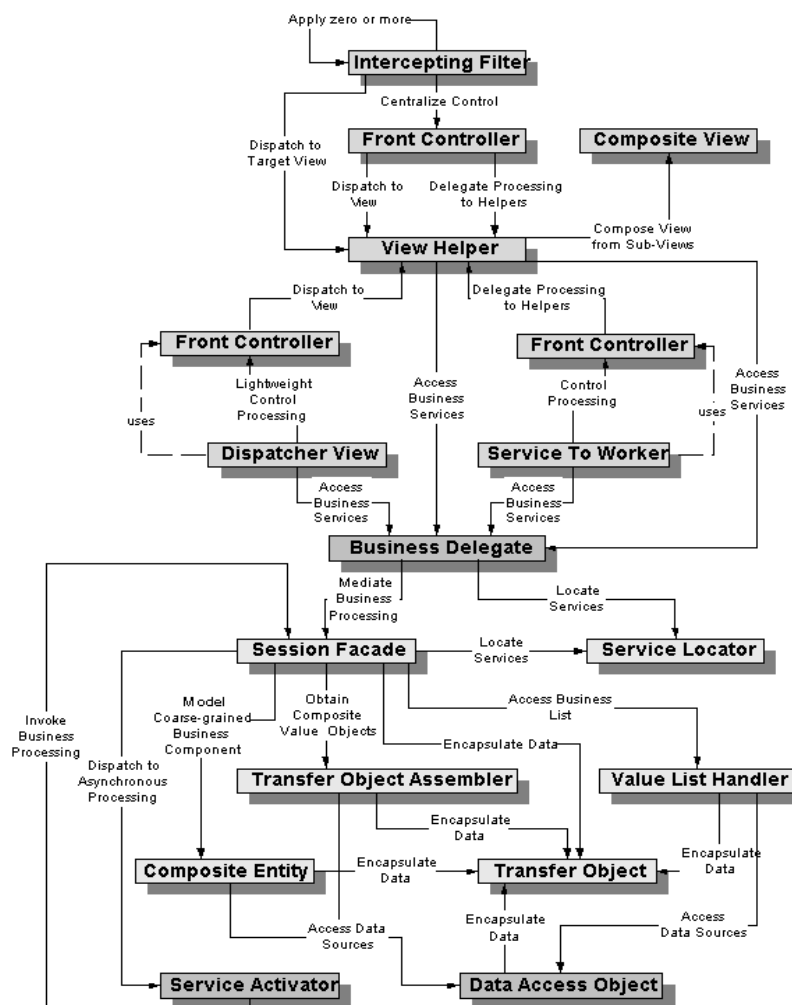 Apply zero or more
Intercepting Filter
Centralize Control
Dispatch to
Target View
Front Controller
Composite View
Dispatch to
View
Delegate Processing
to Helpers
Compose View
from Sub-Views
View Helper
Dispatch to
View
Delegate Processing
to Helpers
Front Controller
Front Controller
Lightweight
Control
Processing
Access
Business
Services
Control
Processing
Access
Business
Services
uses
uses
Dispatcher View
Service To Worker
Access
Business
Services
Access
Business
Services
Business Delegate
Mediate
Business
Processing
Locate
Services
Session Facade
Locate
Services
Service Locator
Invoke
Business
Processing
Model
Coarse-grained
Business
Component
Obtain
Composite
Value Objects
Access Business
List
Encapsulate Data
Dispatch to
Asynchronous
Processing
Transfer Object Assembler
Value List Handler
Encapsulate
Data
Composite Entity
Encapsulate
Data
Transfer Object
Encapsulate
Data
Access Data
Sources
Encapsulate
Data
Access
Data Sources
Service Activator
Data Access Object